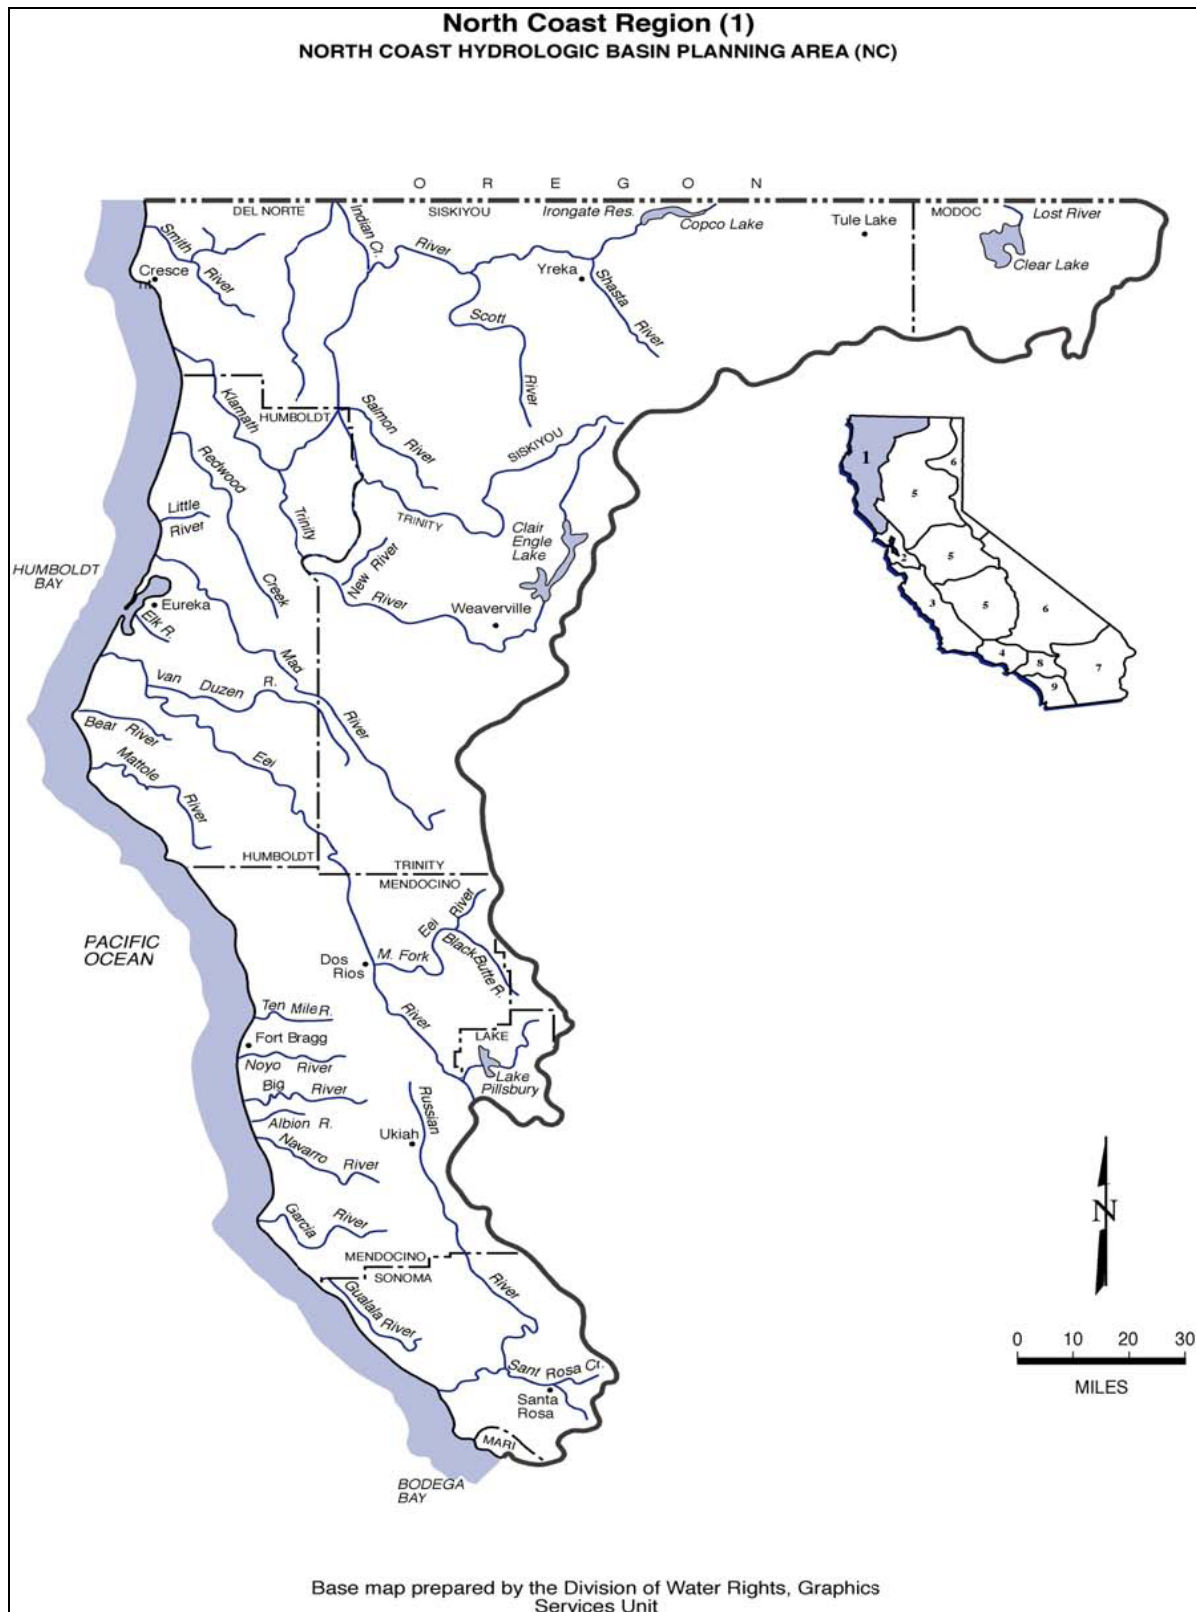 North Coast Region (1)
NORTH COAST HYDROLOGIC BASIN PLANNING AREA (NC)
OREGON
DEL NORTE
SISKIYOU
Irongate Res.
Copco Lake
Tule Lake
MODOC
Lost River
Clear Lake
Indian Cr.
Smith
River
Cresce
nt
River
Yreka
Shasta
River
Scott
River
Klamath
HUMBOLDT
Salmon
River
SISKIYOU
Redwood
Creek
Little
River
Trinity
TRINITY
Clair
Engle
Lake
New River
River
Weaverville
HUMBOLDT
BAY
Eureka
Elk R.
Mad
River
Van Duzen R.
Bear River
Eel
Mattole
River
HUMBOLDT
TRINITY
MENDOCINO
PACIFIC
OCEAN
Dos
Rios
M. Fork
Eel River
Black Butte R.
River
Ten Mile R.
Fort Bragg
LAKE
Lake
Pillsbury
Noyo River
Big River
Albion R.
Russian
Ukiah
Navarro River
Garcia River
MENDOCINO
SONOMA
River
Gualala River
Sant Rosa Cr.
Santa
Rosa
MARI
BODEGA
BAY
1
6
5
5
2
3
5
6
4
8
7
9
N
0 10 20 30
MILES
Base map prepared by the Division of Water Rights, Graphics
Services Unit